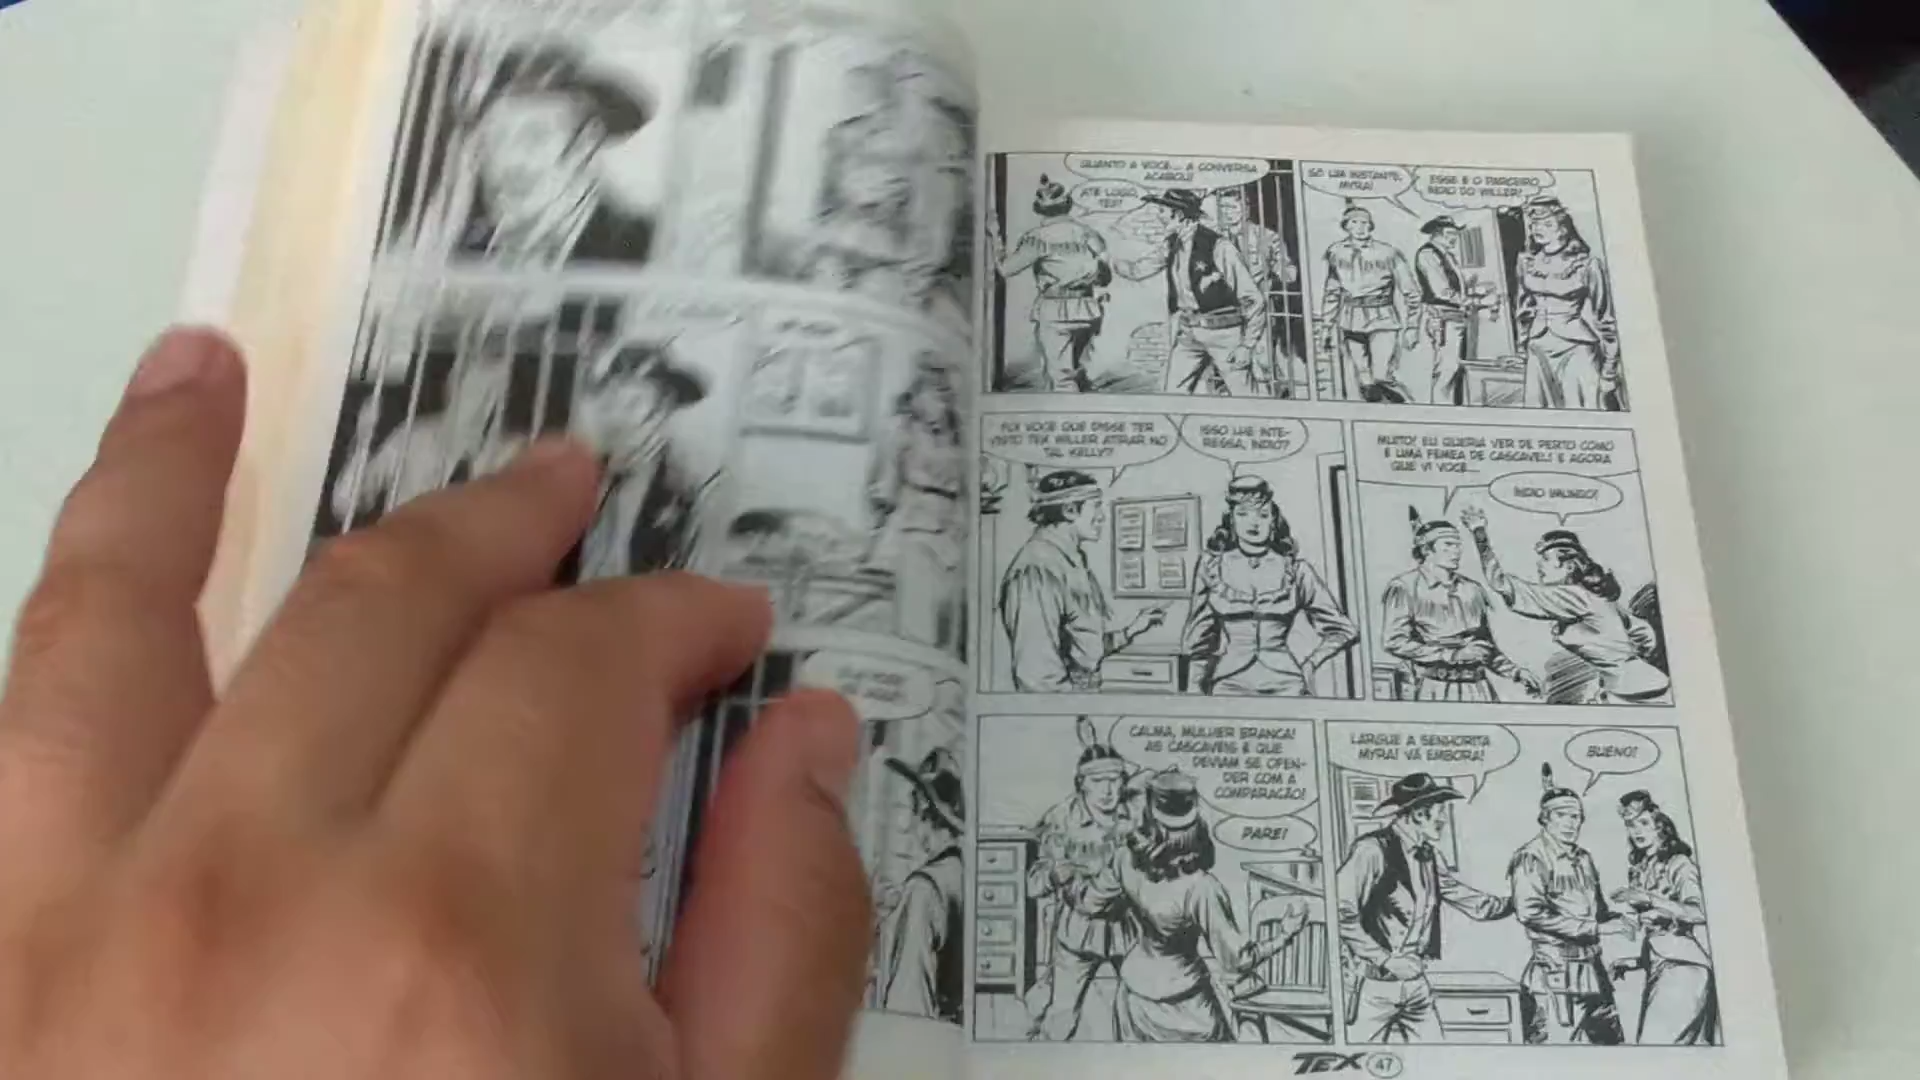 QUANTO A VOCÊ... A CONVERSA
ACABOU!
ATÉ LOGO,
TEX!
SÓ UM INSTANTE,
MYRA!
ESSE É O PARCEIRO
ÍNDIO DO WILLER!
FOI VOCÊ QUE DISSE TER
VISTO TEX WILLER ATIRAR NO
TAL KELLY?
ISSO LHE INTE-
RESSA, ÍNDIO?
MUITO! EU QUERIA VER DE PERTO COMO
É UMA FÊMEA DE CASCAVEL! E AGORA
QUE VI VOCÊ...
ÍNDIO IMUNDO!
CALMA, MULHER BRANCA!
AS CASCAVÉIS É QUE
DEVIAM SE OFEN-
DER COM A
COMPARAÇÃO!
PARE!
LARGUE A SENHORITA
MYRA! VÁ EMBORA!
BUENO!
TEX 47